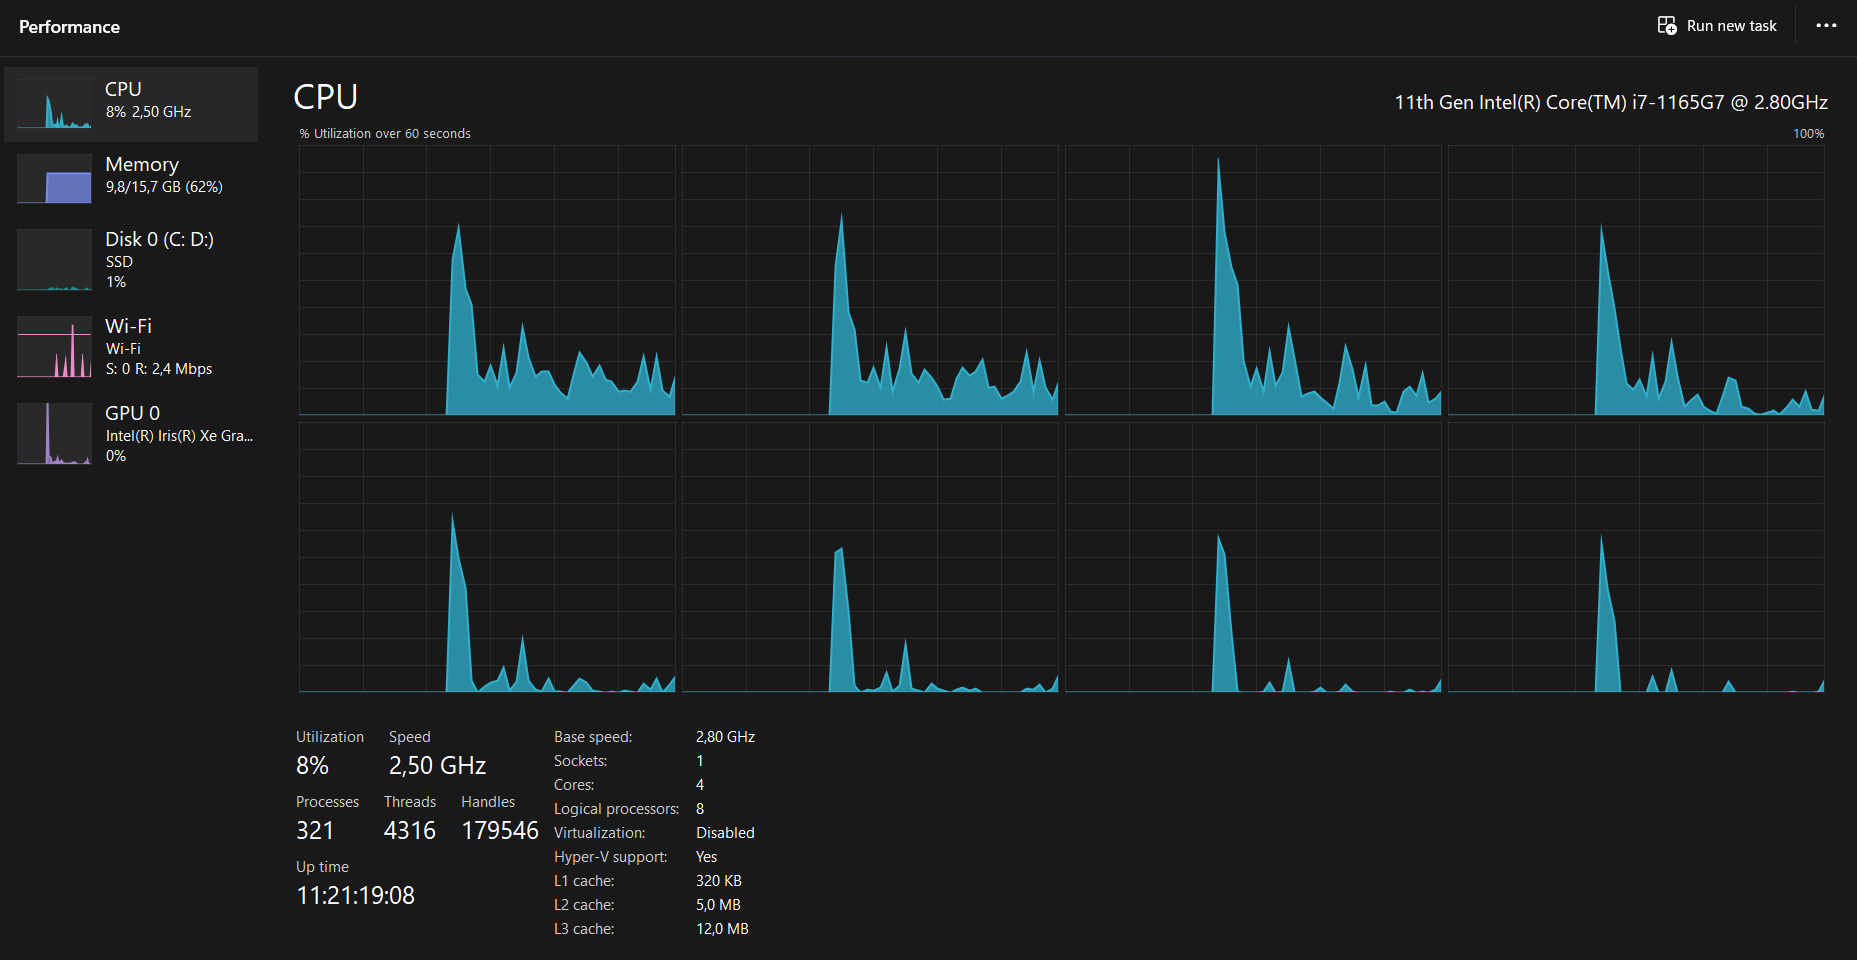 Performance
Run new task
CPU
8% 2,50 GHz
Memory
9,8/15,7 GB (62%)
Disk 0 (C: D:)
SSD
1%
Wi-Fi
Wi-Fi
S: 0 R: 2,4 Mbps
GPU 0
Intel(R) Iris(R) Xe Gra...
0%
CPU
11th Gen Intel(R) Core(TM) i7-1165G7 @ 2.80GHz
% Utilization over 60 seconds
100%
Utilization
Speed
8%
2,50 GHz
Processes
Threads
Handles
321
4316
179546
Up time
11:21:19:08
Base speed: 2,80 GHz
Sockets: 1
Cores: 4
Logical processors: 8
Virtualization: Disabled
Hyper-V support: Yes
L1 cache: 320 KB
L2 cache: 5,0 MB
L3 cache: 12,0 MB